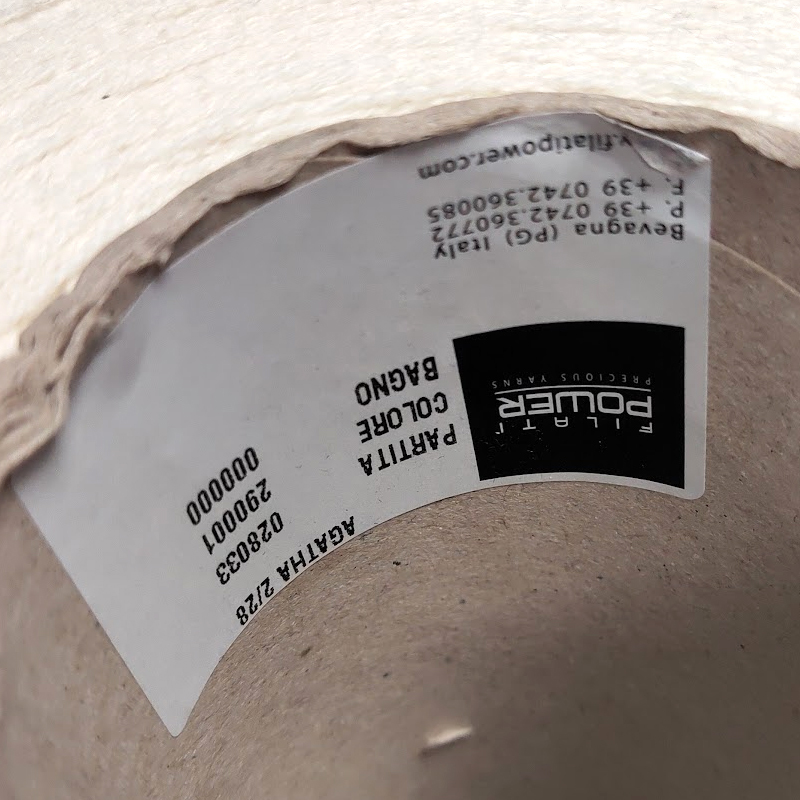 FILATI
POWER
PRECIOUS YARNS
AGATHA 2/28
PARTITA 028033
COLORE 290001
BAGNO 000000
Bevagna (PG) Italy
P. +39 0742.360772
F. +39 0742.360085
.filatipower.com